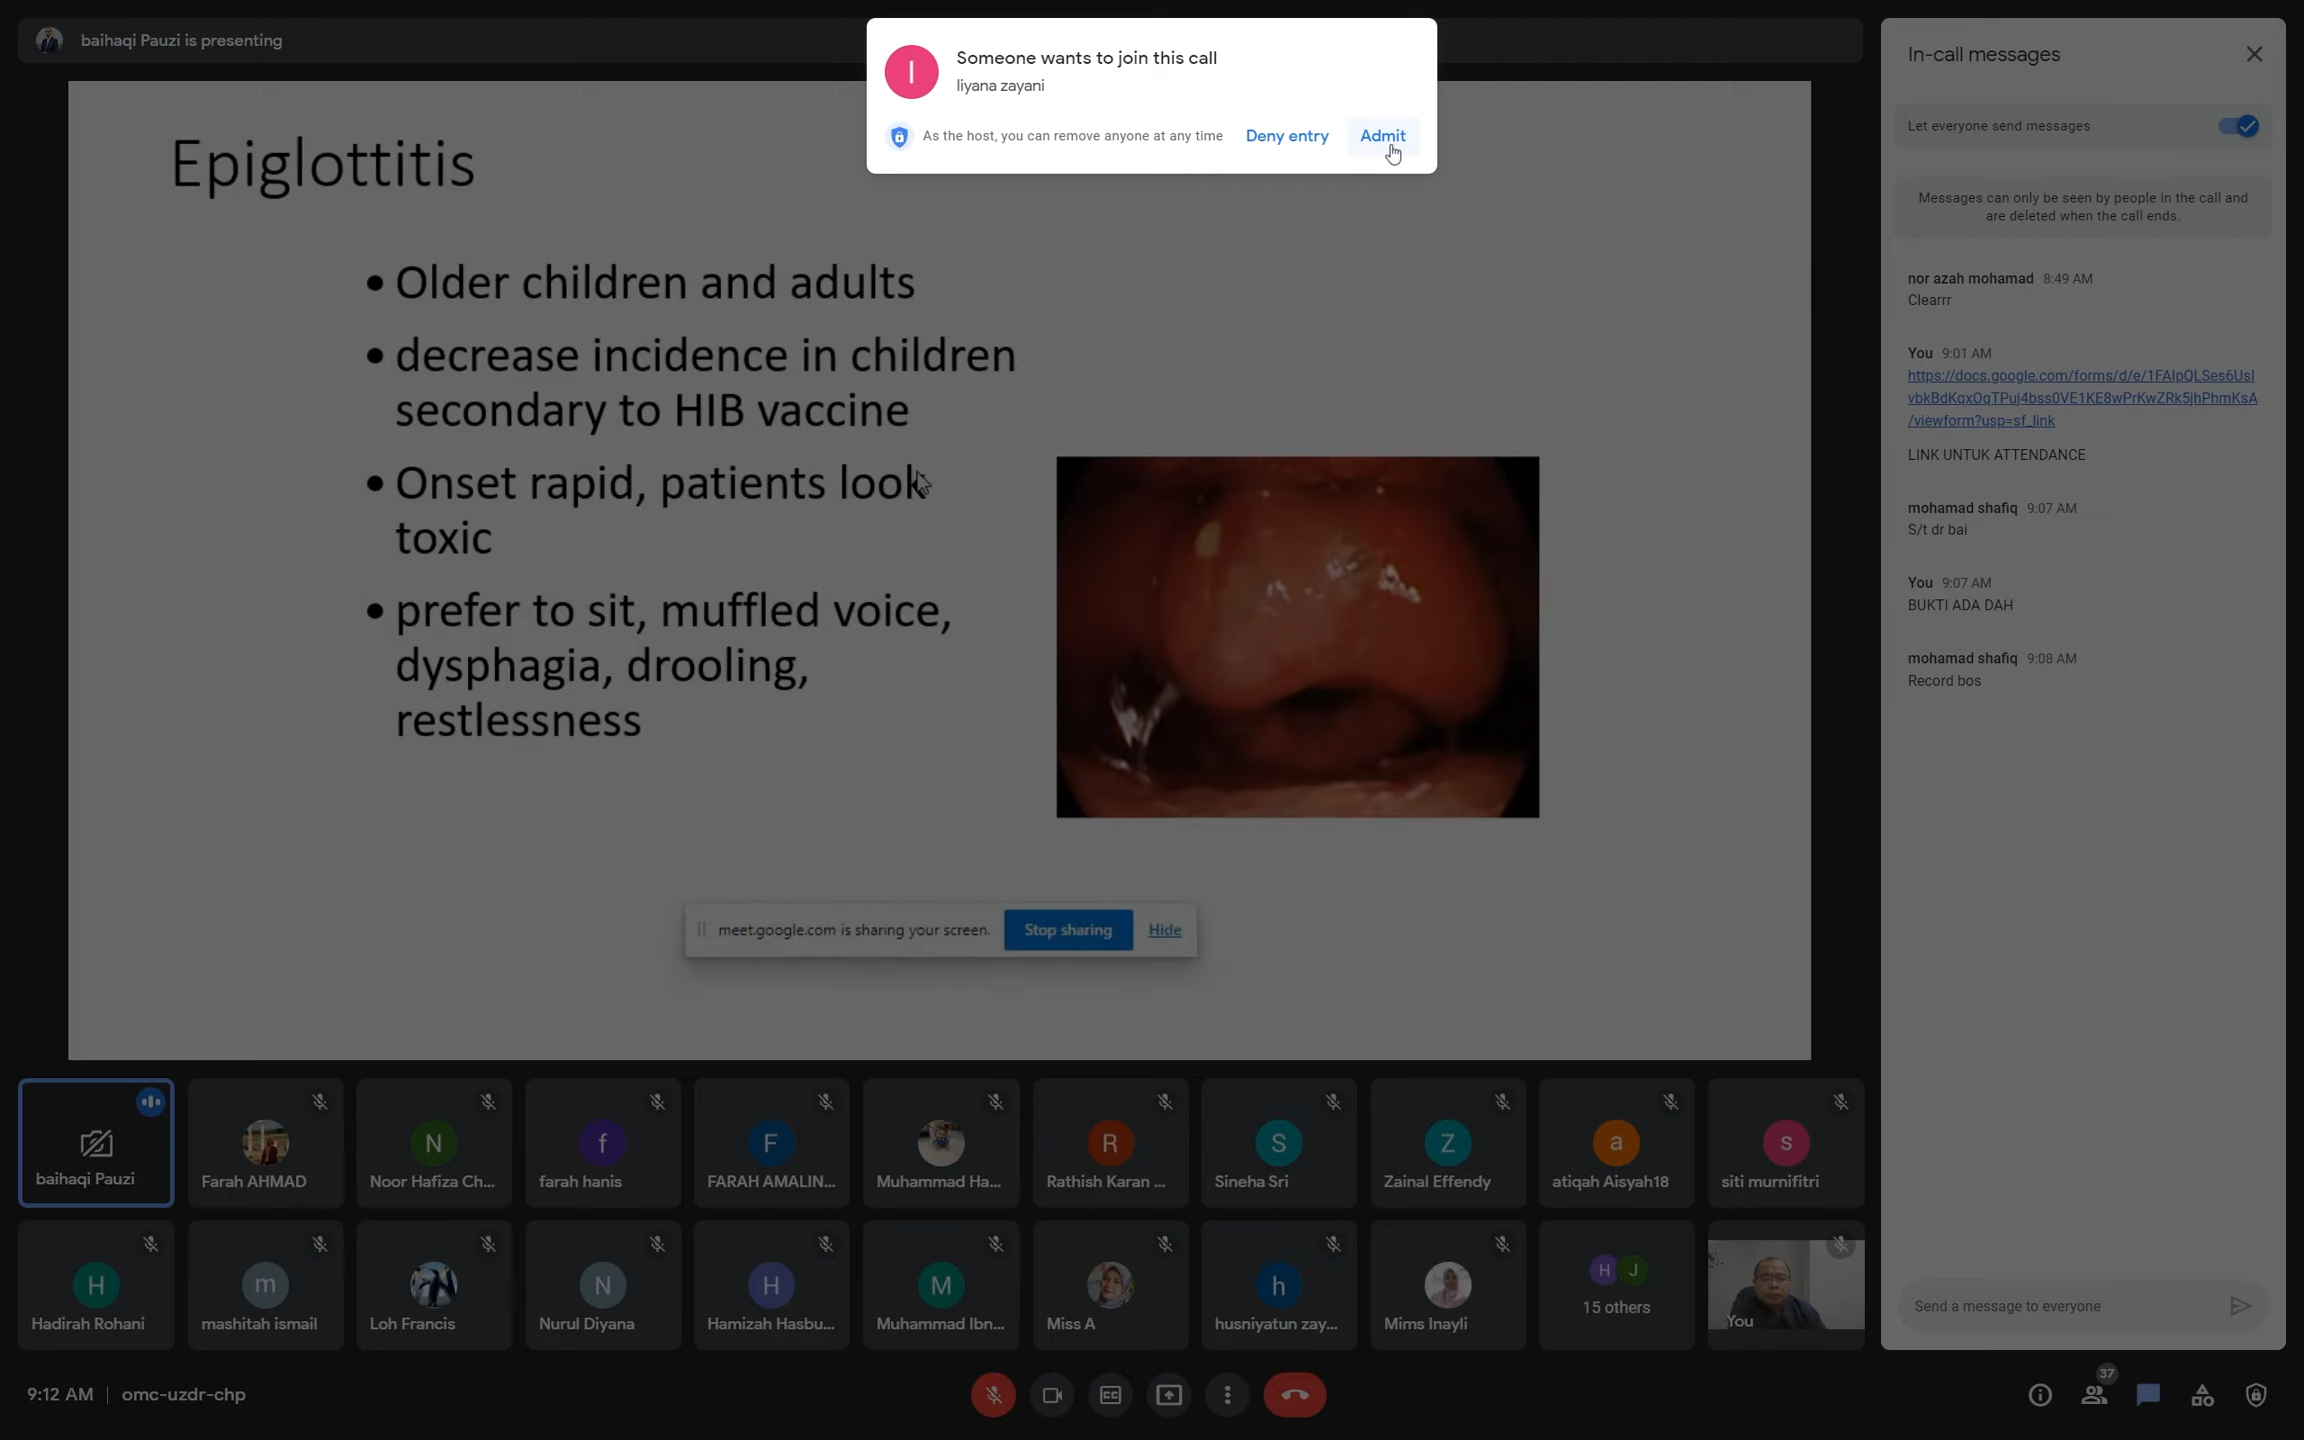 baihaqi Pauzi is presenting
I
Someone wants to join this call
liyana zayani
As the host, you can remove anyone at any time
Deny entry
Admit
Epiglottitis
• Older children and adults
• decrease incidence in children
secondary to HIB vaccine
• Onset rapid, patients look
toxic
• prefer to sit, muffled voice,
dysphagia, drooling,
restlessness
meet.google.com is sharing your screen.
Stop sharing
Hide
In-call messages
Let everyone send messages
Messages can only be seen by people in the call and
are deleted when the call ends.
nor azah mohamad 8:49 AM
Clearrr
You 9:01 AM
https://docs.google.com/forms/d/e/1FAIpQLSes6UsI
vbkBdKqxOqTPuj4bss0VE1KE8wPrKwZRk5jhPhmKsA
/viewform?usp=sf_link
LINK UNTUK ATTENDANCE
mohamad shafiq 9:07 AM
S/t dr bai
You 9:07 AM
BUKTI ADA DAH
mohamad shafiq 9:08 AM
Record bos
Send a message to everyone
baihaqi Pauzi
Farah AHMAD
N
Noor Hafiza Ch...
f
farah hanis
F
FARAH AMALIN...
Muhammad Ha...
R
Rathish Karan ...
S
Sineha Sri
Z
Zainal Effendy
a
atiqah Aisyah18
s
siti murnifitri
H
Hadirah Rohani
m
mashitah ismail
Loh Francis
N
Nurul Diyana
H
Hamizah Hasbu...
M
Muhammad Ibn...
Miss A
h
husniyatun zay...
Mims Inayli
H J
15 others
You
9:12 AM | omc-uzdr-chp
CC
37